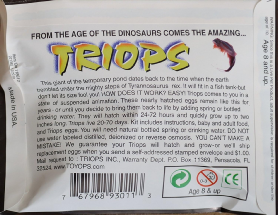 FROM THE AGE OF THE DINOSAURS COMES THE AMAZING...
TRIOPS
This giant of the temporary pond dates back to the time when the earth
trembled under the mighty steps of Tyrannosaurus rex. It will fit in a fish tank-but
don't let its size fool you! HOW DOES IT WORK? EASY! Triops comes to you in a
state of suspended animation. These nearly hatched eggs remain like this for
years- or until you decide to bring them back to life by adding spring or bottled
drinking water. They will hatch within 24-72 hours and quickly grow up to two
inches long. Triops live 20-70 days. Kit includes instructions, baby and adult food,
and Triops eggs. You will need natural bottled spring or drinking water. DO NOT
use water labeled distilled, deionized or reverse osmosis. YOU CAN'T MAKE A
MISTAKE! We guarantee your Triops will hatch and grow-or we'll ship
replacement eggs when you send a self-addressed stamped envelope and $1.00.
Mail request to: TRIOPS INC., Warranty Dept. P.O. Box 11369, Pensacola, FL
32524 www.TOYOPS.com
7 67968 93011 3
Age 8 & up
CE
Made in USA
Age 8 and up